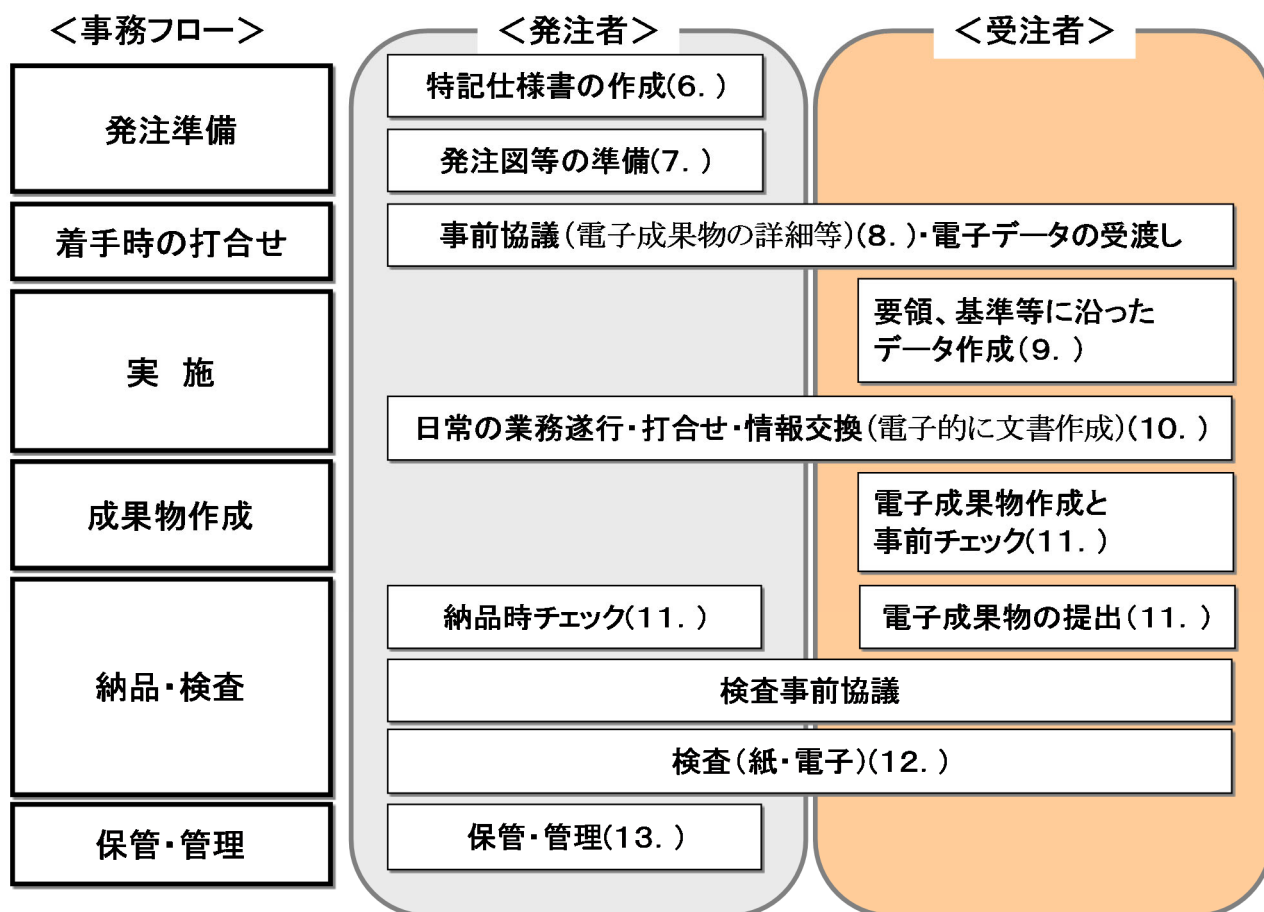 ＜事務フロー＞
＜発注者＞
＜受注者＞
発注準備
特記仕様書の作成(6．)
発注図等の準備(7．)
着手時の打合せ
事前協議(電子成果物の詳細等)(8．)・電子データの受渡し
実　施
要領、基準等に沿った
データ作成(9．)
日常の業務遂行・打合せ・情報交換(電子的に文書作成)(10．)
成果物作成
電子成果物作成と
事前チェック(11．)
納品・検査
納品時チェック(11．)
電子成果物の提出(11．)
検査事前協議
検査(紙・電子)(12．)
保管・管理
保管・管理(13．)